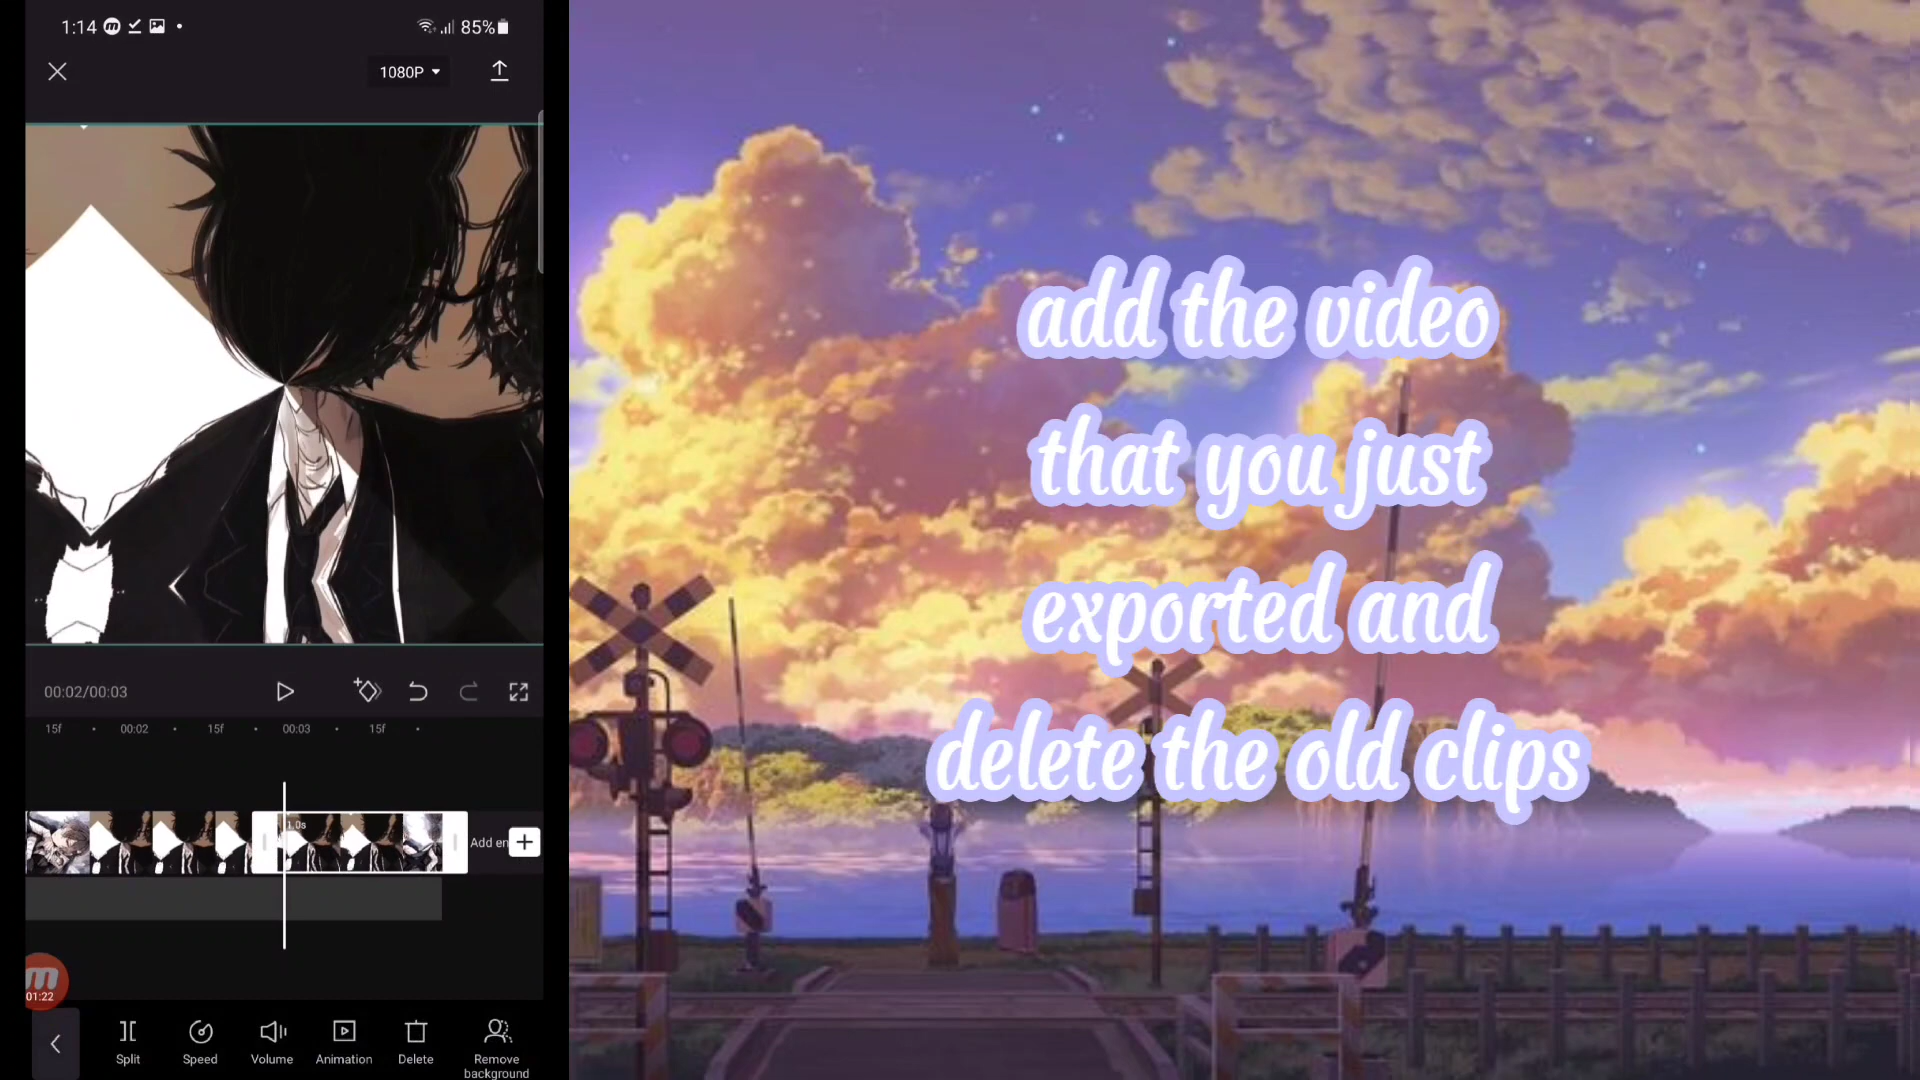 1:14 85%
1080P
add the video
that you just
exported and
delete the old clips
00:02/00:03
15f 00:02 15f 00:03 15f
1.0s
Add en
01:22
Split Speed Volume Animation Delete Remove
background